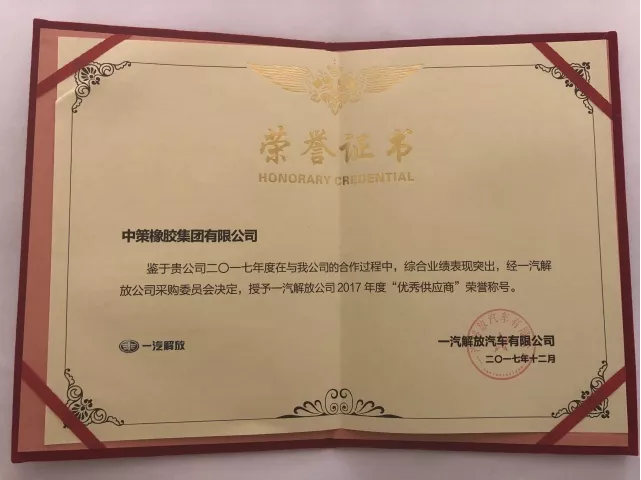 荣誉证书
HONORARY CREDENTIAL
中策橡胶集团有限公司
鉴于贵公司二〇一七年度在与我公司的合作过程中，综合业绩表现突出，经一汽解
放公司采购委员会决定，授予一汽解放公司 2017 年度“优秀供应商”荣誉称号。
一汽解放
一汽解放汽车有限公司
二〇一七年十二月